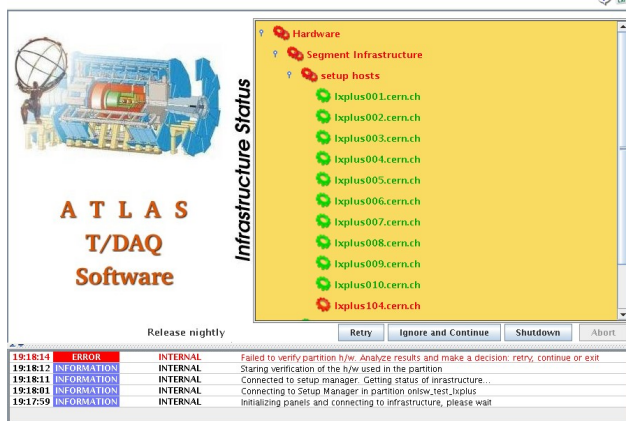 Hardware
Segment Infrastructure
setup hosts
lxplus001.cern.ch
lxplus002.cern.ch
lxplus003.cern.ch
lxplus004.cern.ch
lxplus005.cern.ch
lxplus006.cern.ch
lxplus007.cern.ch
lxplus008.cern.ch
lxplus009.cern.ch
lxplus010.cern.ch
lxplus104.cern.ch
Infrastructure Status
A T L A S
T/DAQ
Software
Release nightly
Retry Ignore and Continue Shutdown Abort
19:18:14 ERROR INTERNAL Failed to verify partition h/w. Analyze results and make a decision: retry, continue or exit
19:18:12 INFORMATION INTERNAL Staring verification of the h/w used in the partition
19:18:11 INFORMATION INTERNAL Connected to setup manager. Getting status of inrastructure...
19:18:01 INFORMATION INTERNAL Connecting to Setup Manager in partition onlsw_test_lxplus
19:17:59 INFORMATION INTERNAL Initializing panels and connecting to infrastructure, please wait